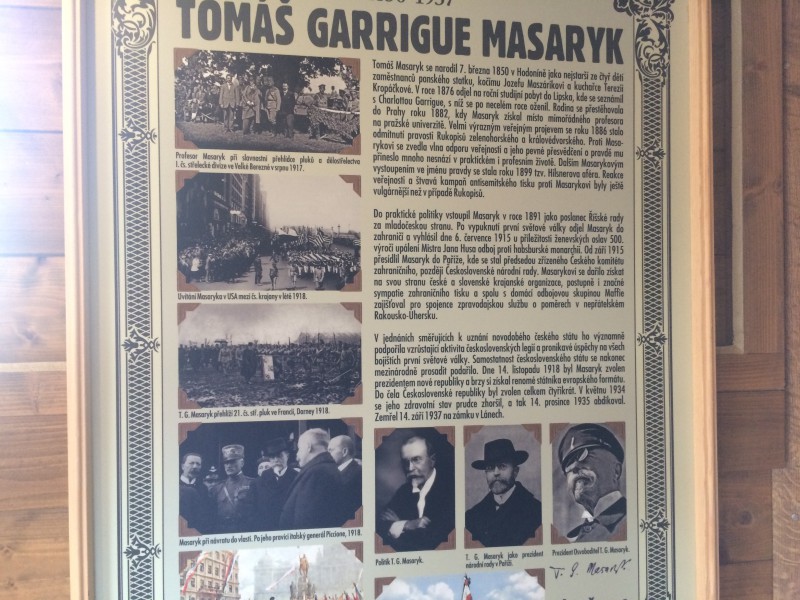 TOMÁŠ GARRIGUE MASARYK
Tomáš Masaryk se narodil 7. března 1850 v Hodoníně jako nejstarší ze čtyř dětí
zaměstnanců panského statku, kočímu Jozefu Maszárikovi a kuchařce Terezii
Kropáčkové. V roce 1876 odjel na roční studijní pobyt do Lipska, kde se seznámil
s Charlottou Garrigue, s níž se po necelém roce oženil. Rodina se přestěhovala
do Prahy roku 1882, kdy Masaryk získal místo mimořádného profesora
na pražské univerzitě. Velmi výrazným veřejným projevem se roku 1886 stalo
odmítnutí pravosti Rukopisů zelenohorského a královédvorského. Proti Masa-
rykovi se zvedla vlna odporu veřejnosti a jeho pevné přesvědčení a pravdě mu
přineslo mnoho nesnází v praktickém i profesním životě. Dalším Masarykovým
vystoupením ve jménu pravdy se stala roku 1899 tzv. Hilsnerova aféra. Reakce
veřejnosti a štvavá kampaň antisemitského tisku proti Masarykovi byly ještě
vulgárnější než v případě Rukopisů.
Do praktické politiky vstoupil Masaryk v roce 1891 jako poslanec Říšské rady
za mladočeskou stranu. Po vypuknutí první světové války odjel Masaryk do
zahraničí a vyhlásil dne 6. července 1915 u příležitosti ženevských oslav 500.
výročí upálení Mistra Jana Husa odboj proti habsburské monarchii. Od září 1915
přesídlil Masaryk do Paříže, kde se stal předsedou zřízeného Českého komitétu
zahraničního, později Československé národní rady. Masarykovi se dařilo získat
na svou stranu české a slovenské krajanské organizace, postupně i značné
sympatie zahraničního tisku a spolu s domácí odbojovou skupinou Maffie
zajišťoval pro spojence zpravodajskou službu o poměrech v nepřátelském
Rakousko-Uhersku.
V jednáních směřujících k uznání novodobého českého státu ho významně
podpořila vzrůstající aktivita československých legií a pronikavé úspěchy na všech
bojištích první světové války. Samostatnost československého státu se nakonec
mezinárodně prosadit podařilo. Dne 14. listopadu 1918 byl Masaryk zvolen
prezidentem nové republiky a brzy si získal renomé státníka evropského formátu.
Do čela Československé republiky byl zvolen celkem čtyřikrát. V květnu 1934
se jeho zdravotní stav prudce zhoršil, a tak 14. prosince 1935 abdikoval.
Zemřel 14. září 1937 na zámku v Lánech.
Profesor Masaryk při slavnostní přehlídce pluků a dělostřelectva
I. čs. střelecké divize ve Velké Berezně v srpnu 1917.
Uvítání Masaryka v USA mezi čs. krajany v létě 1918.
T. G. Masaryk přehlíží 21. čs. stř. pluk ve Francii, Darney 1918.
Masaryk při návratu do vlasti. Po jeho pravici italský generál Piccione, 1918.
Politik T. G. Masaryk.
T. G. Masaryk jako prezident
národní rady v Paříži.
Prezident Osvoboditel T. G. Masaryk.
T. G. Masaryk